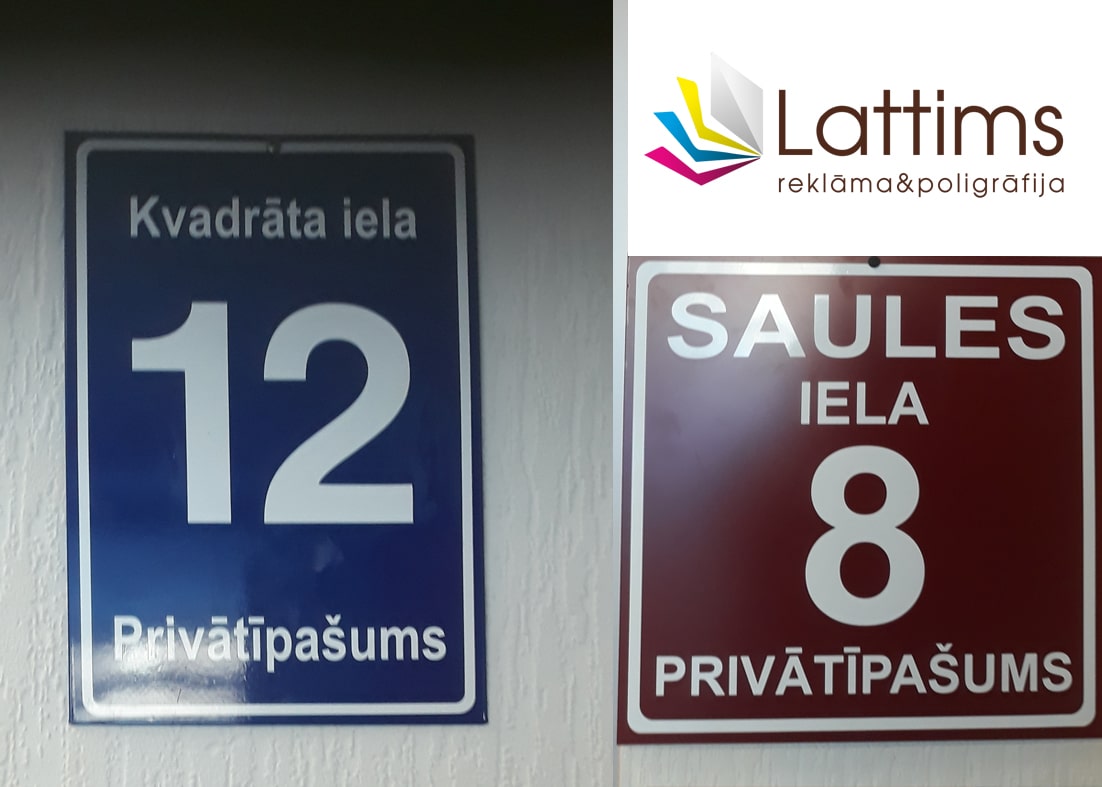 Kvadrāta iela
12
Privātīpašums
Lattims
reklāma&poligrāfija
SAULES
IELA
8
PRIVĀTĪPAŠUMS